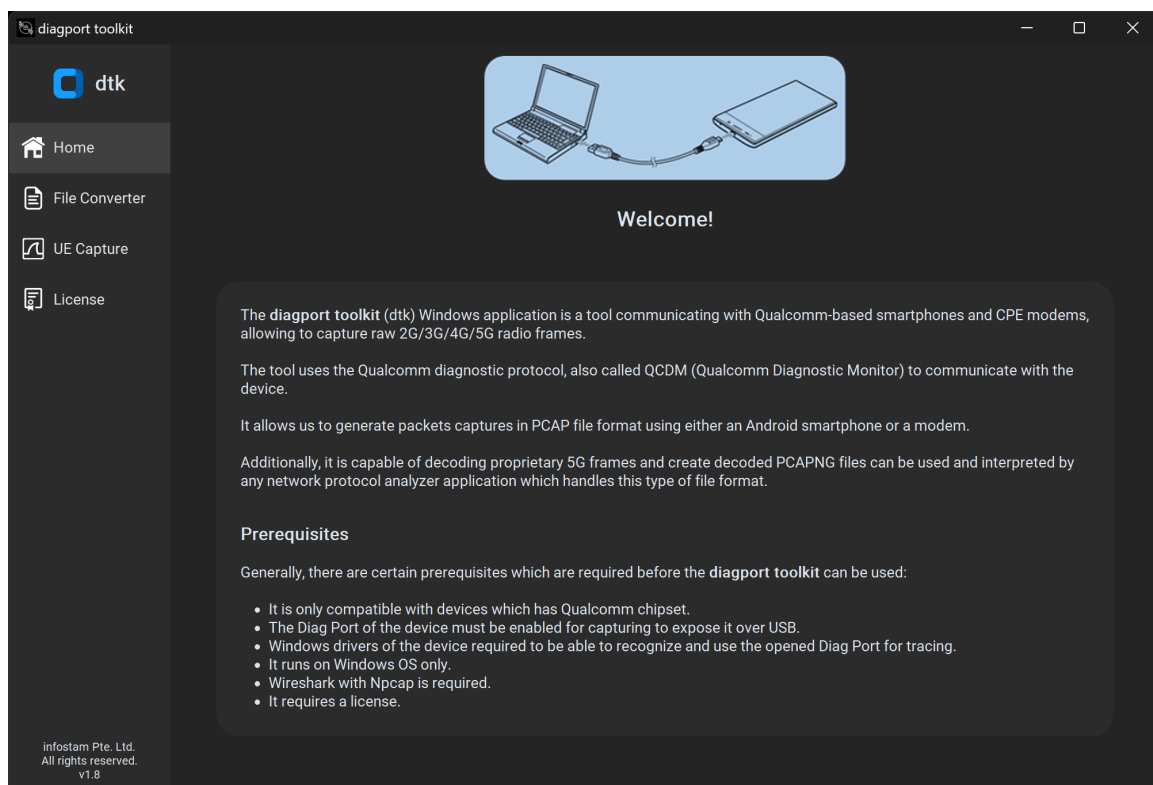 diagport toolkit
dtk
Home
File Converter
UE Capture
License
infostam Pte. Ltd.
All rights reserved.
v1.8
Welcome!
The diagport toolkit (dtk) Windows application is a tool communicating with Qualcomm-based smartphones and CPE modems,
allowing to capture raw 2G/3G/4G/5G radio frames.
The tool uses the Qualcomm diagnostic protocol, also called QCDM (Qualcomm Diagnostic Monitor) to communicate with the
device.
It allows us to generate packets captures in PCAP file format using either an Android smartphone or a modem.
Additionally, it is capable of decoding proprietary 5G frames and create decoded PCAPNG files can be used and interpreted by
any network protocol analyzer application which handles this type of file format.
Prerequisites
Generally, there are certain prerequisites which are required before the diagport toolkit can be used:
• It is only compatible with devices which has Qualcomm chipset.
• The Diag Port of the device must be enabled for capturing to expose it over USB.
• Windows drivers of the device required to be able to recognize and use the opened Diag Port for tracing.
• It runs on Windows OS only.
• Wireshark with Npcap is required.
• It requires a license.